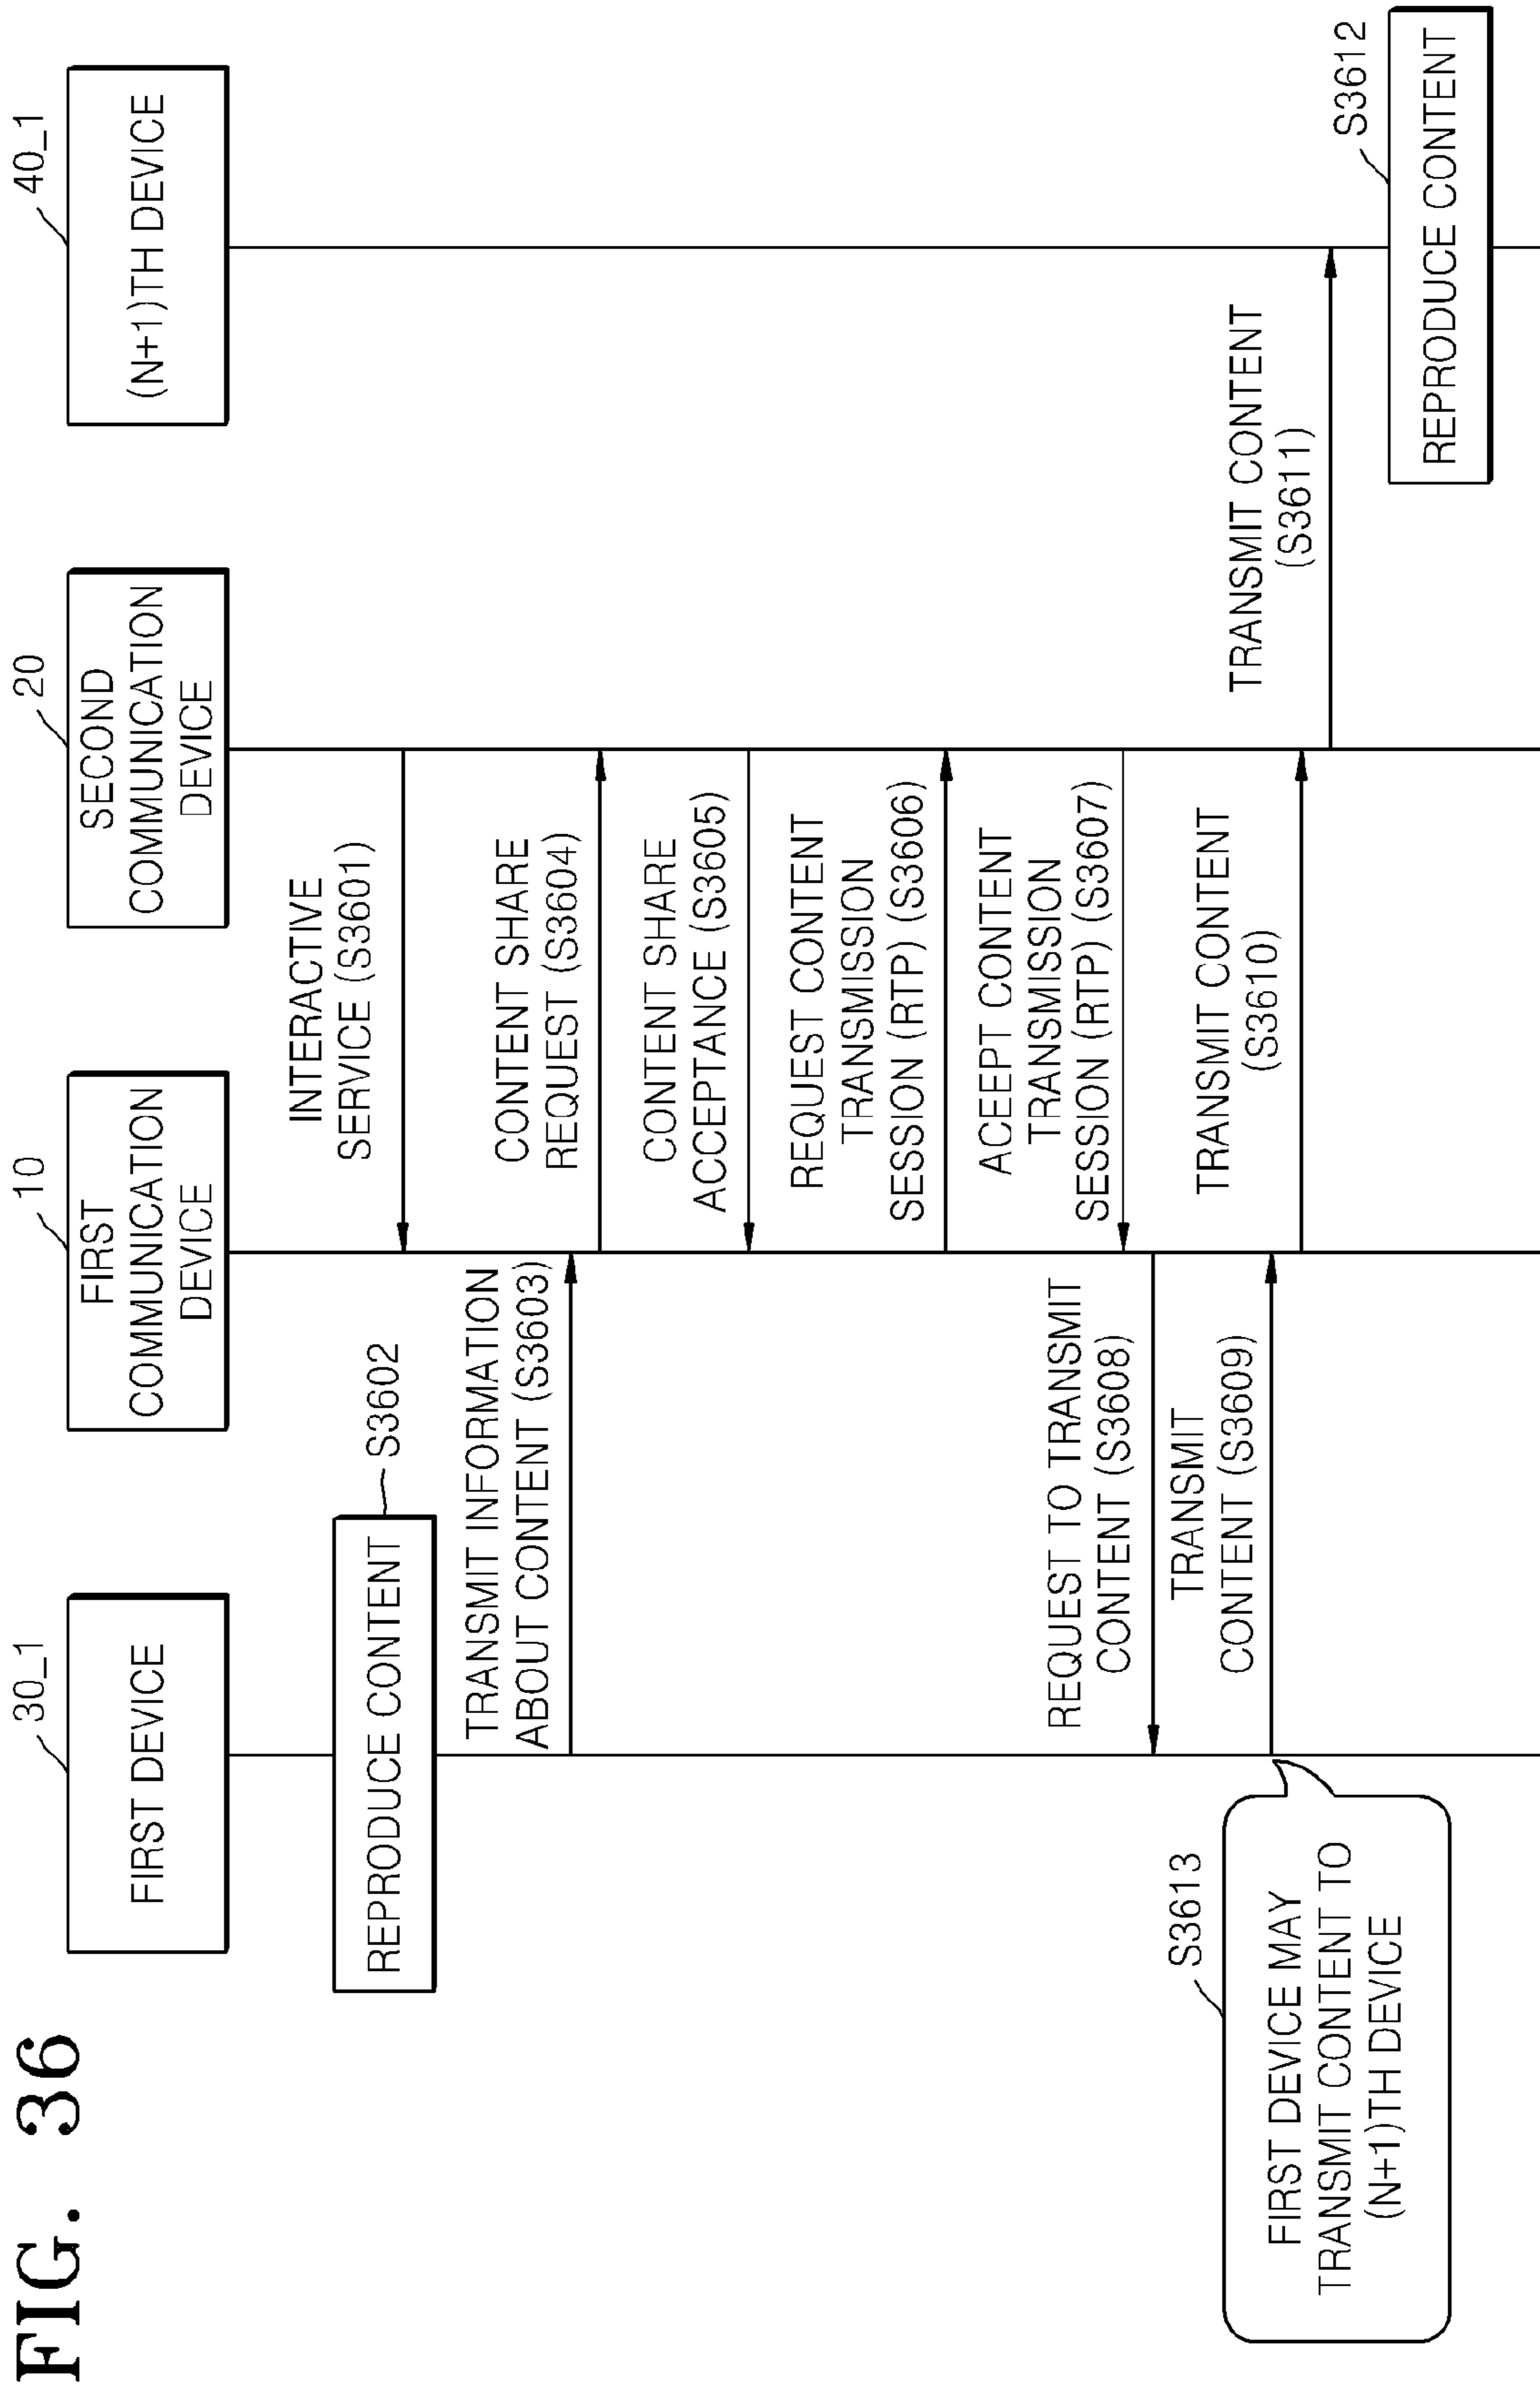 FIG. 36
30_1
FIRST DEVICE
10
FIRST
COMMUNICATION
DEVICE
20
SECOND
COMMUNICATION
DEVICE
40_1
(N+1)TH DEVICE
INTERACTIVE
SERVICE (S3601)
REPRODUCE CONTENT
S3602
TRANSMIT INFORMATION
ABOUT CONTENT (S3603)
CONTENT SHARE
REQUEST (S3604)
CONTENT SHARE
ACCEPTANCE (S3605)
REQUEST CONTENT
TRANSMISSION
SESSION (RTP) (S3606)
ACEEPT CONTENT
TRANSMISSION
SESSION (RTP) (S3607)
REQUEST TO TRANSMIT
CONTENT (S3608)
TRANSMIT
CONTENT (S3609)
TRANSMIT CONTENT
(S3610)
TRANSMIT CONTENT
(S3611)
S3612
REPRODUCE CONTENT
S3613
FIRST DEVICE MAY
TRANSMIT CONTENT TO
(N+1)TH DEVICE